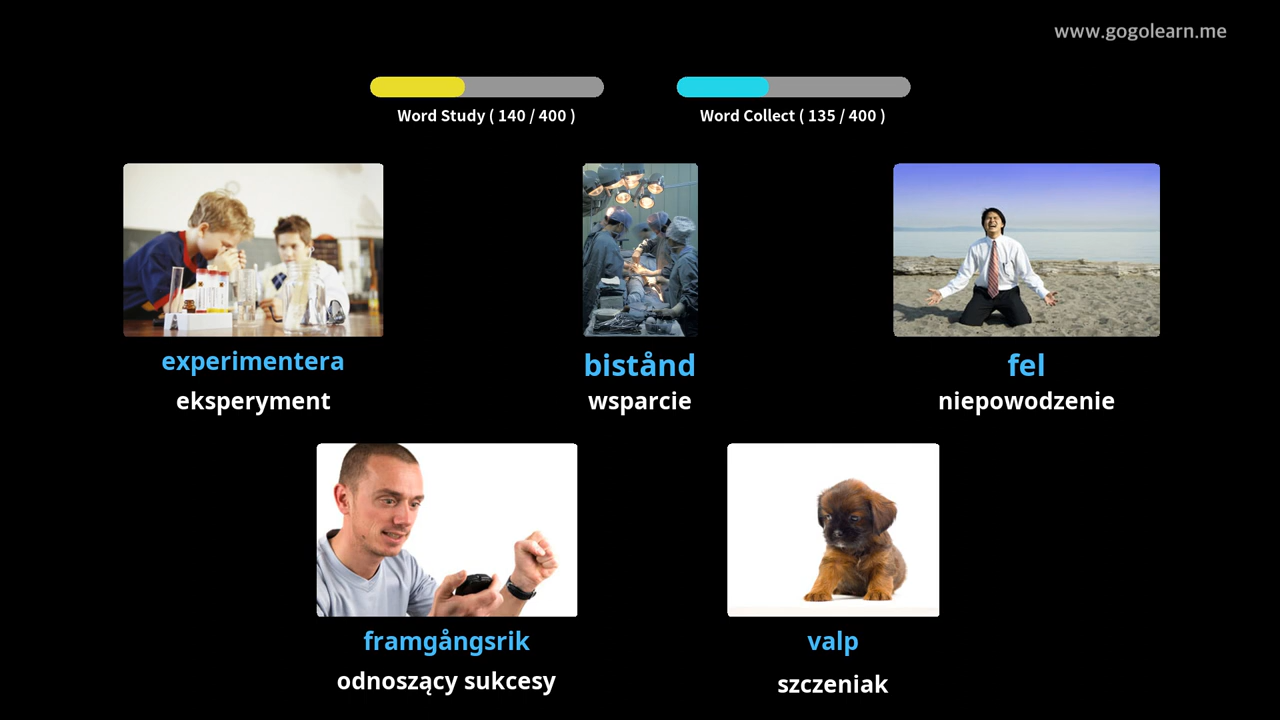 www.gogolearn.me
Word Study ( 140 / 400 )
Word Collect ( 135 / 400 )
experimentera
eksperyment
bistånd
wsparcie
fel
niepowodzenie
framgångsrik
odnoszący sukcesy
valp
szczeniak